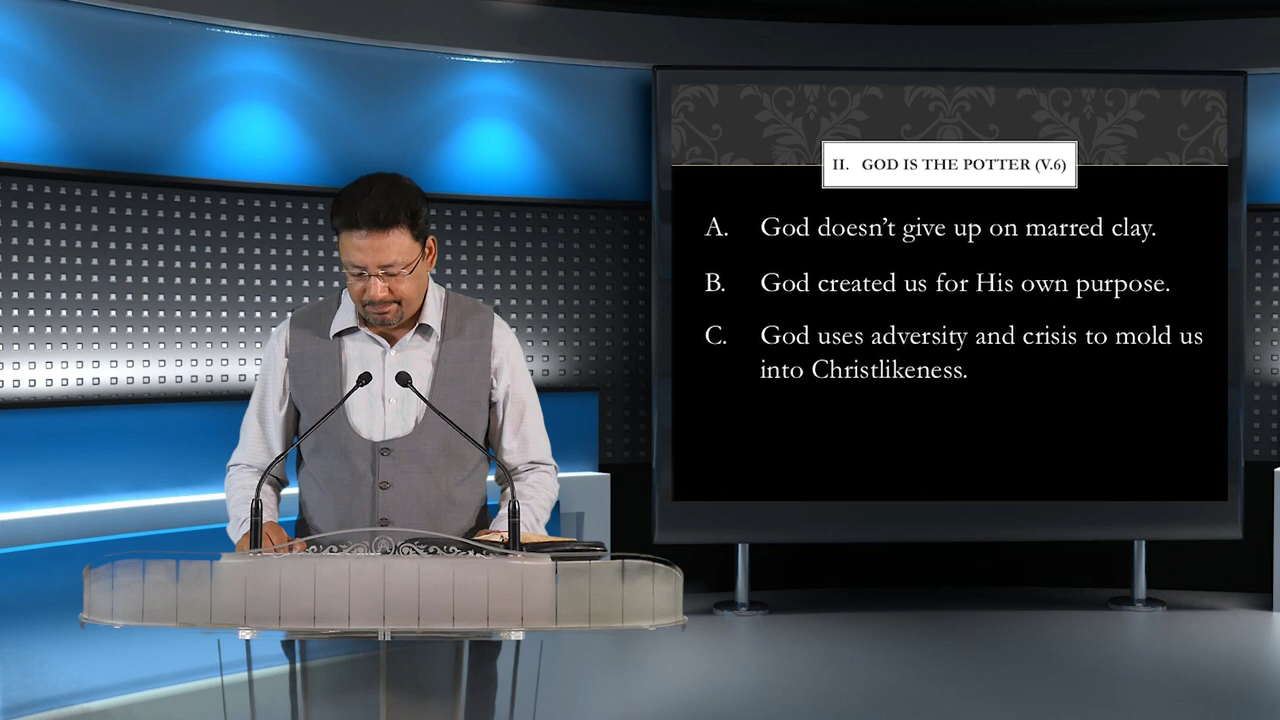 II. GOD IS THE POTTER (V.6)
A. God doesn’t give up on marred clay.
B. God created us for His own purpose.
C. God uses adversity and crisis to mold us
into Christlikeness.